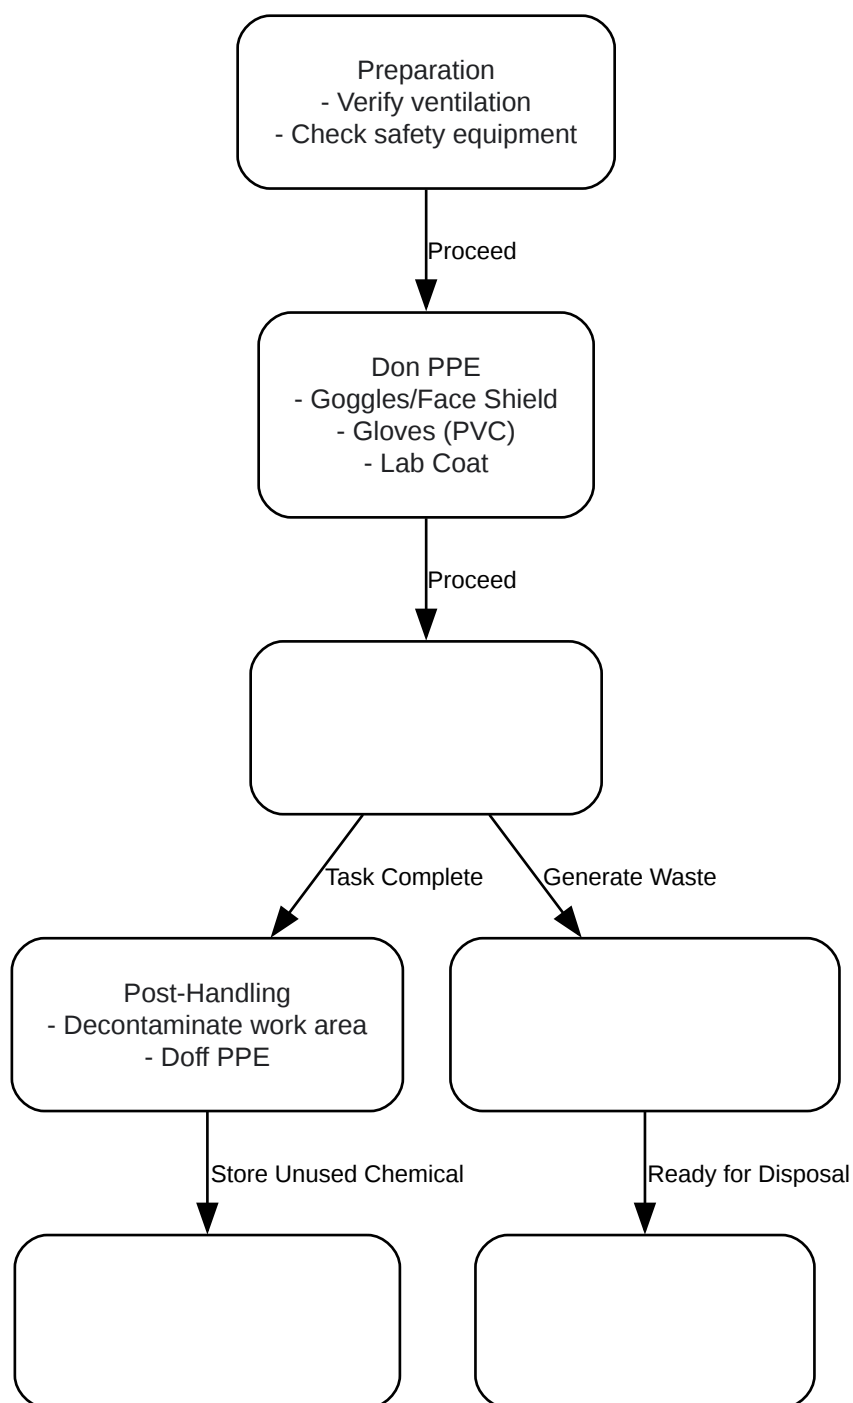 Preparation
- Verify ventilation
- Check safety equipment
Proceed
Don PPE
- Goggles/Face Shield
- Gloves (PVC)
- Lab Coat
Proceed
Task Complete
Generate Waste
Post-Handling
- Decontaminate work area
- Doff PPE
Store Unused Chemical
Ready for Disposal